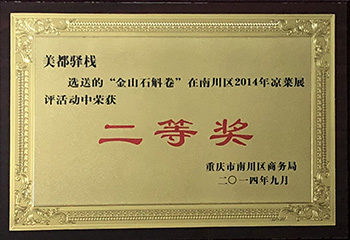 美都驿栈
选送的“金山石斛卷”在南川区2014年凉菜展
评活动中荣获
二等奖
重庆市南川区商务局
二〇一四年九月